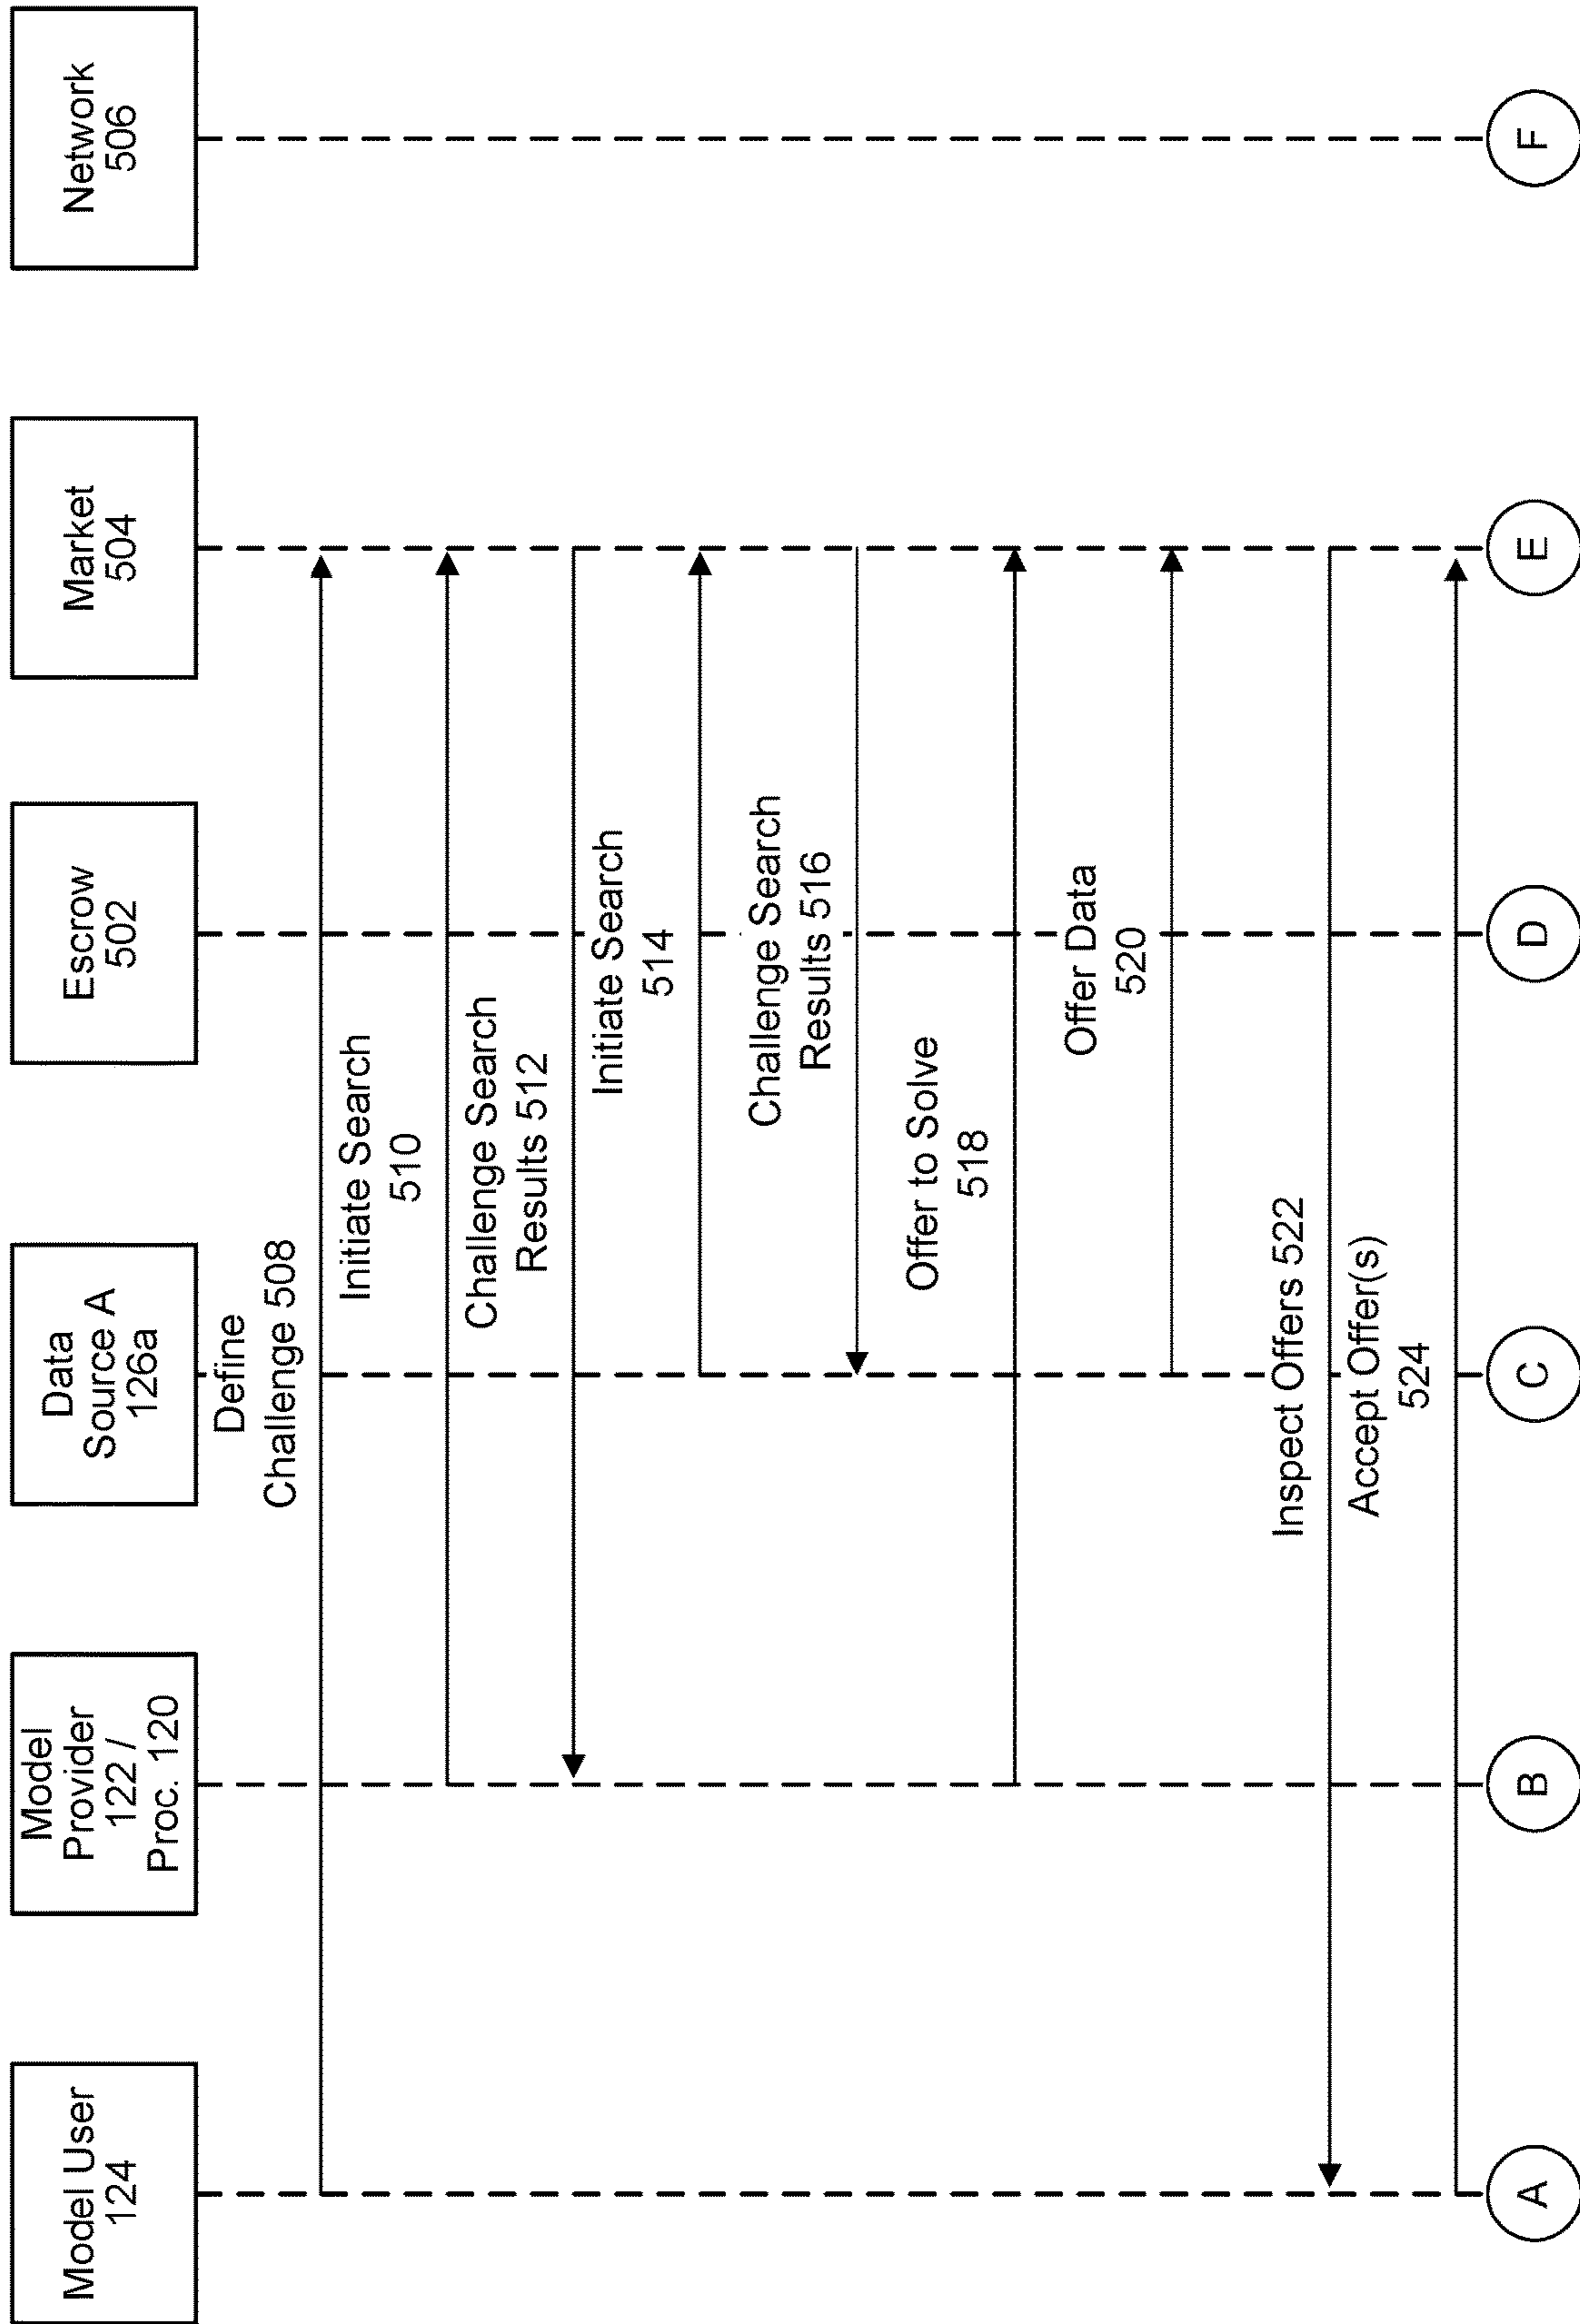 Model User
124
Model
Provider
122 /
Proc. 120
Data
Source A
126a
Escrow
502
Market
504
Network
506
Define
Challenge 508
Initiate Search
510
Challenge Search
Results 512
Initiate Search
514
Challenge Search
Results 516
Offer to Solve
518
Offer Data
520
Inspect Offers 522
Accept Offer(s)
524
A
B
C
D
E
F